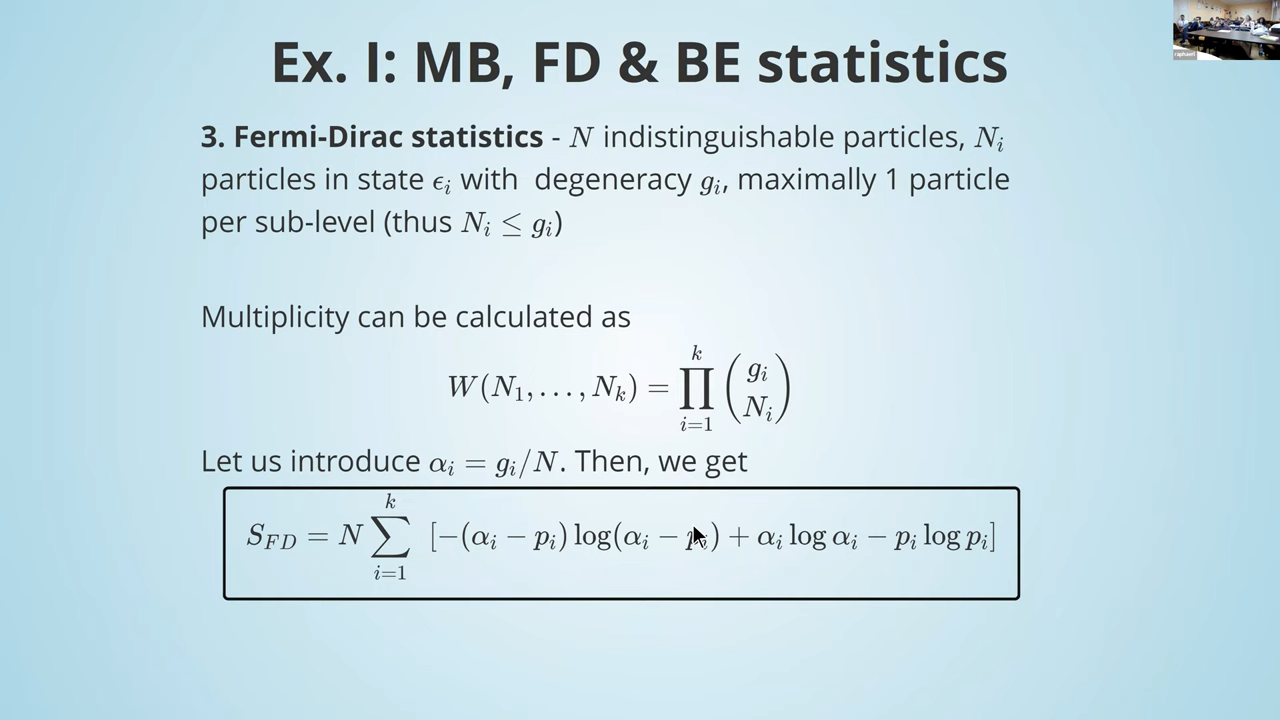 Ex. I: MB, FD & BE statistics
3. Fermi-Dirac statistics - N indistinguishable particles, N_i
particles in state ϵ_i with degeneracy g_i, maximally 1 particle
per sub-level (thus N_i ≤ g_i)
Multiplicity can be calculated as
W(N_1, …, N_k) = ∏_{i=1}^{k} \binom{g_i}{N_i}
Let us introduce α_i = g_i/N. Then, we get
S_{FD} = N ∑_{i=1}^{k} [−(α_i − p_i) log(α_i − p_i) + α_i log α_i − p_i log p_i]